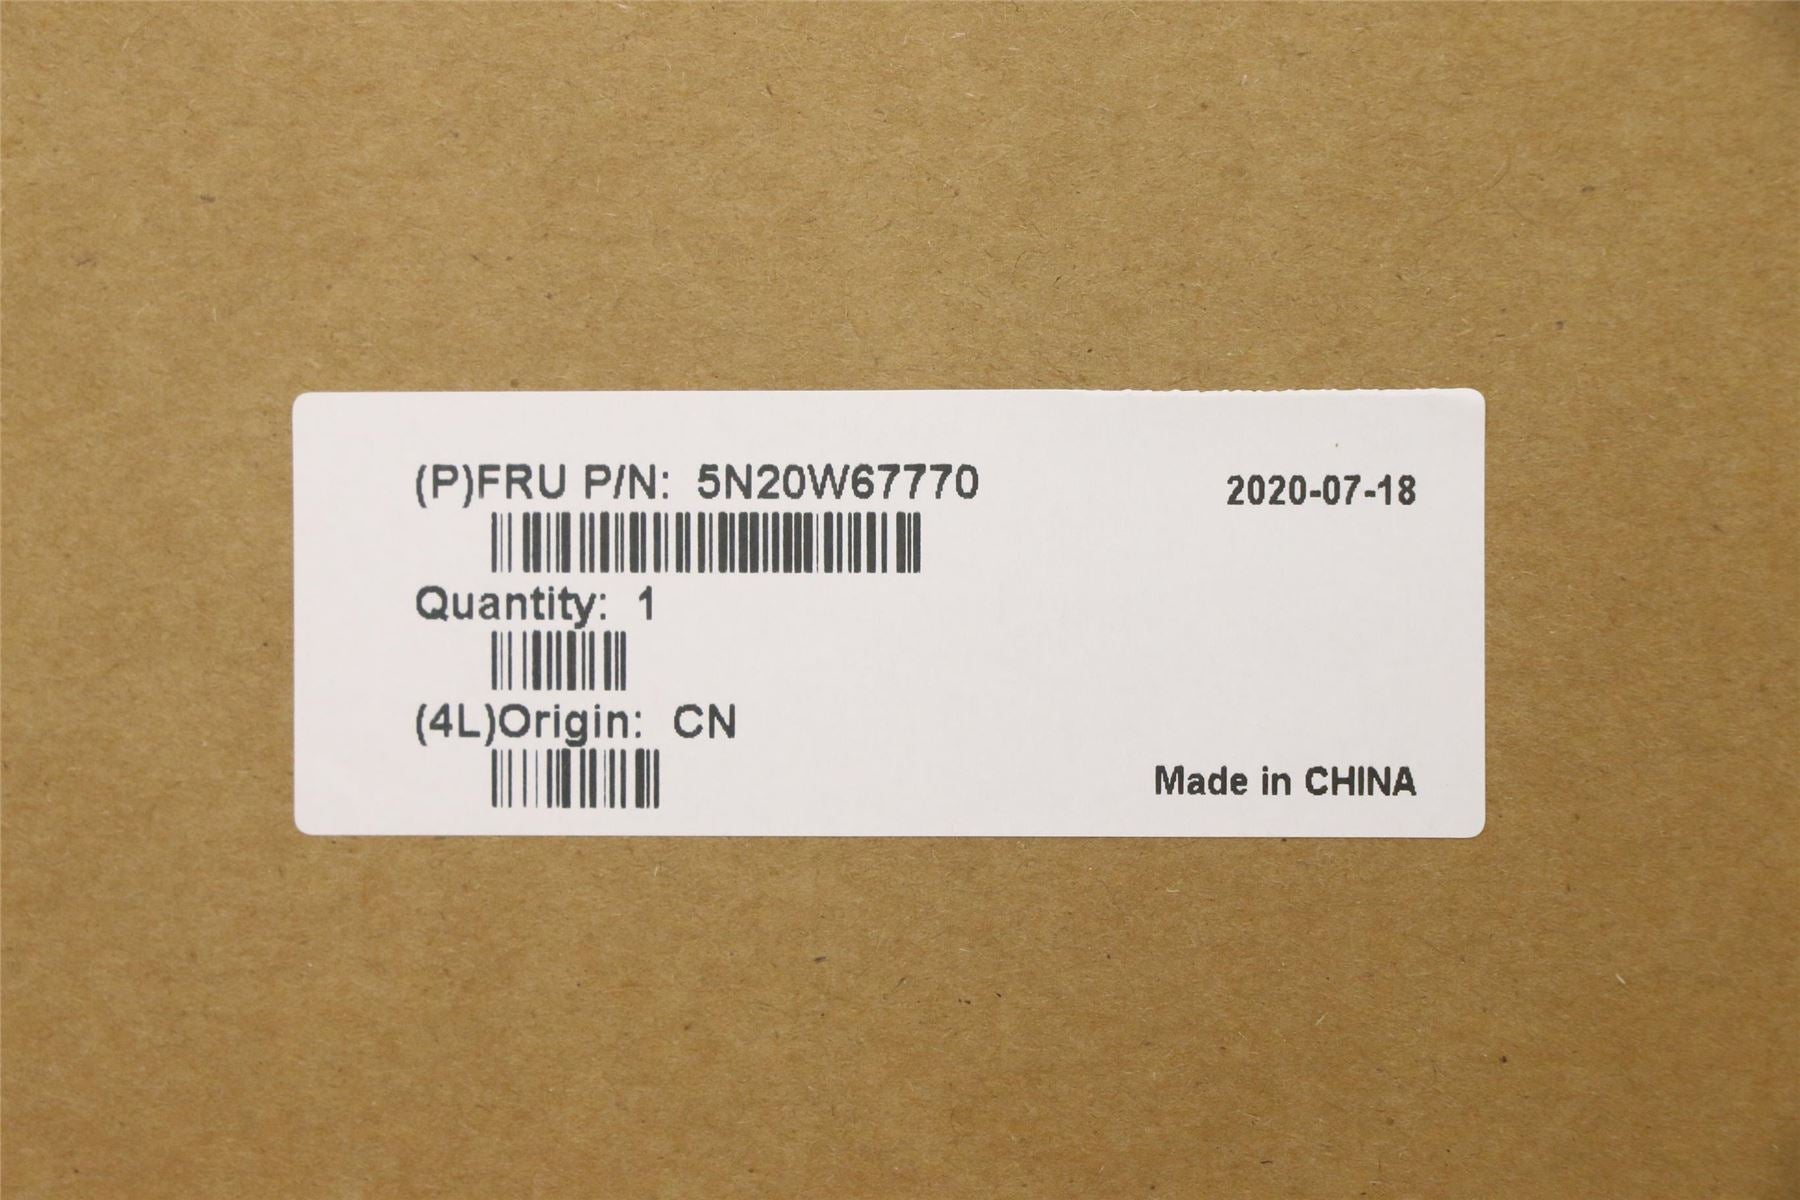 (P)FRU P/N: 5N20W67770
2020-07-18
Quantity: 1
(4L)Origin: CN
Made in CHINA